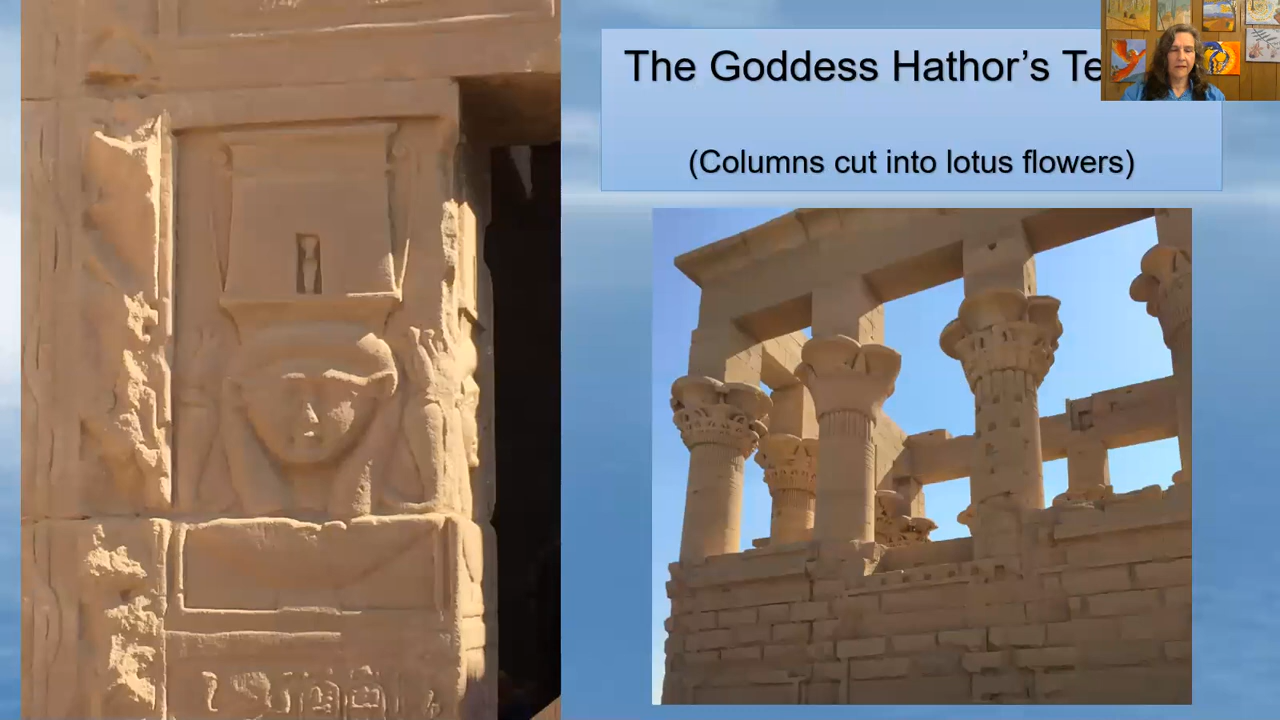 The Goddess Hathor’s Te
(Columns cut into lotus flowers)